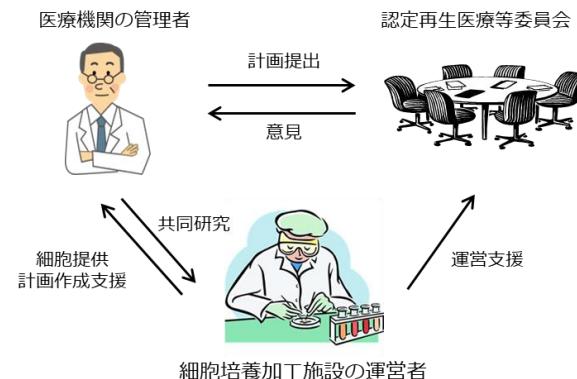 医療機関の管理者
認定再生医療等委員会
計画提出
意見
共同研究
細胞提供
計画作成支援
運営支援
細胞培養加工施設の運営者